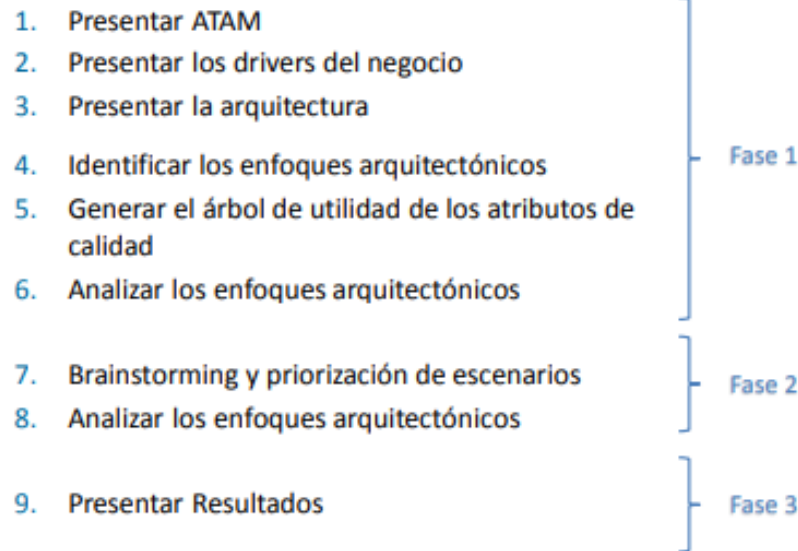 1. Presentar ATAM
2. Presentar los drivers del negocio
3. Presentar la arquitectura
4. Identificar los enfoques arquitectónicos
5. Generar el árbol de utilidad de los atributos de
calidad
6. Analizar los enfoques arquitectónicos
Fase 1
7. Brainstorming y priorización de escenarios
8. Analizar los enfoques arquitectónicos
Fase 2
9. Presentar Resultados
Fase 3